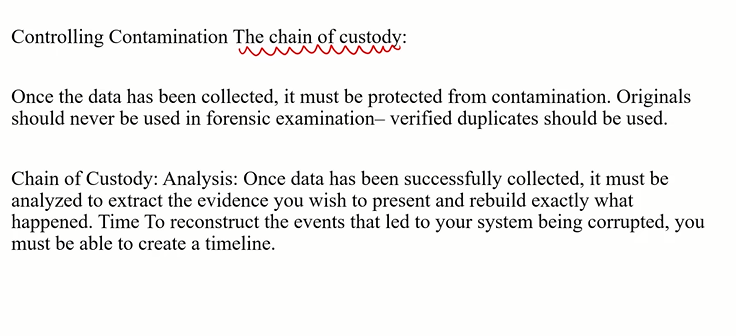 Controlling Contamination The chain of custody:
Once the data has been collected, it must be protected from contamination. Originals
should never be used in forensic examination– verified duplicates should be used.
Chain of Custody: Analysis: Once data has been successfully collected, it must be
analyzed to extract the evidence you wish to present and rebuild exactly what
happened. Time To reconstruct the events that led to your system being corrupted, you
must be able to create a timeline.